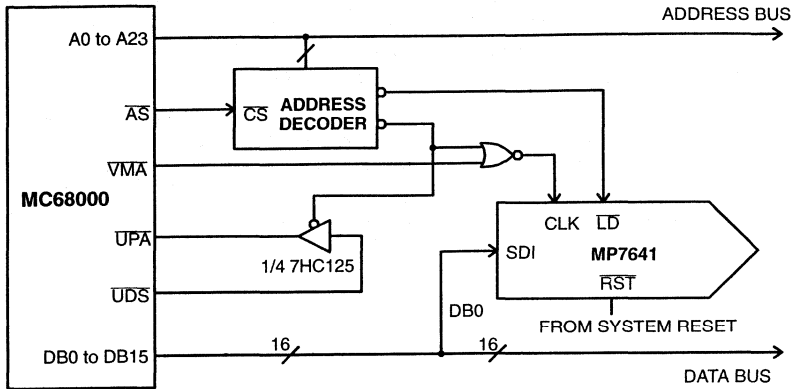 ADDRESS BUS
A0 to A23
AS
CS
ADDRESS
DECODER
VMA
MC68000
UPA
1/4 7HC125
UDS
CLK
LD
SDI
MP7641
RST
DB0
FROM SYSTEM RESET
DB0 to DB15
16
16
DATA BUS